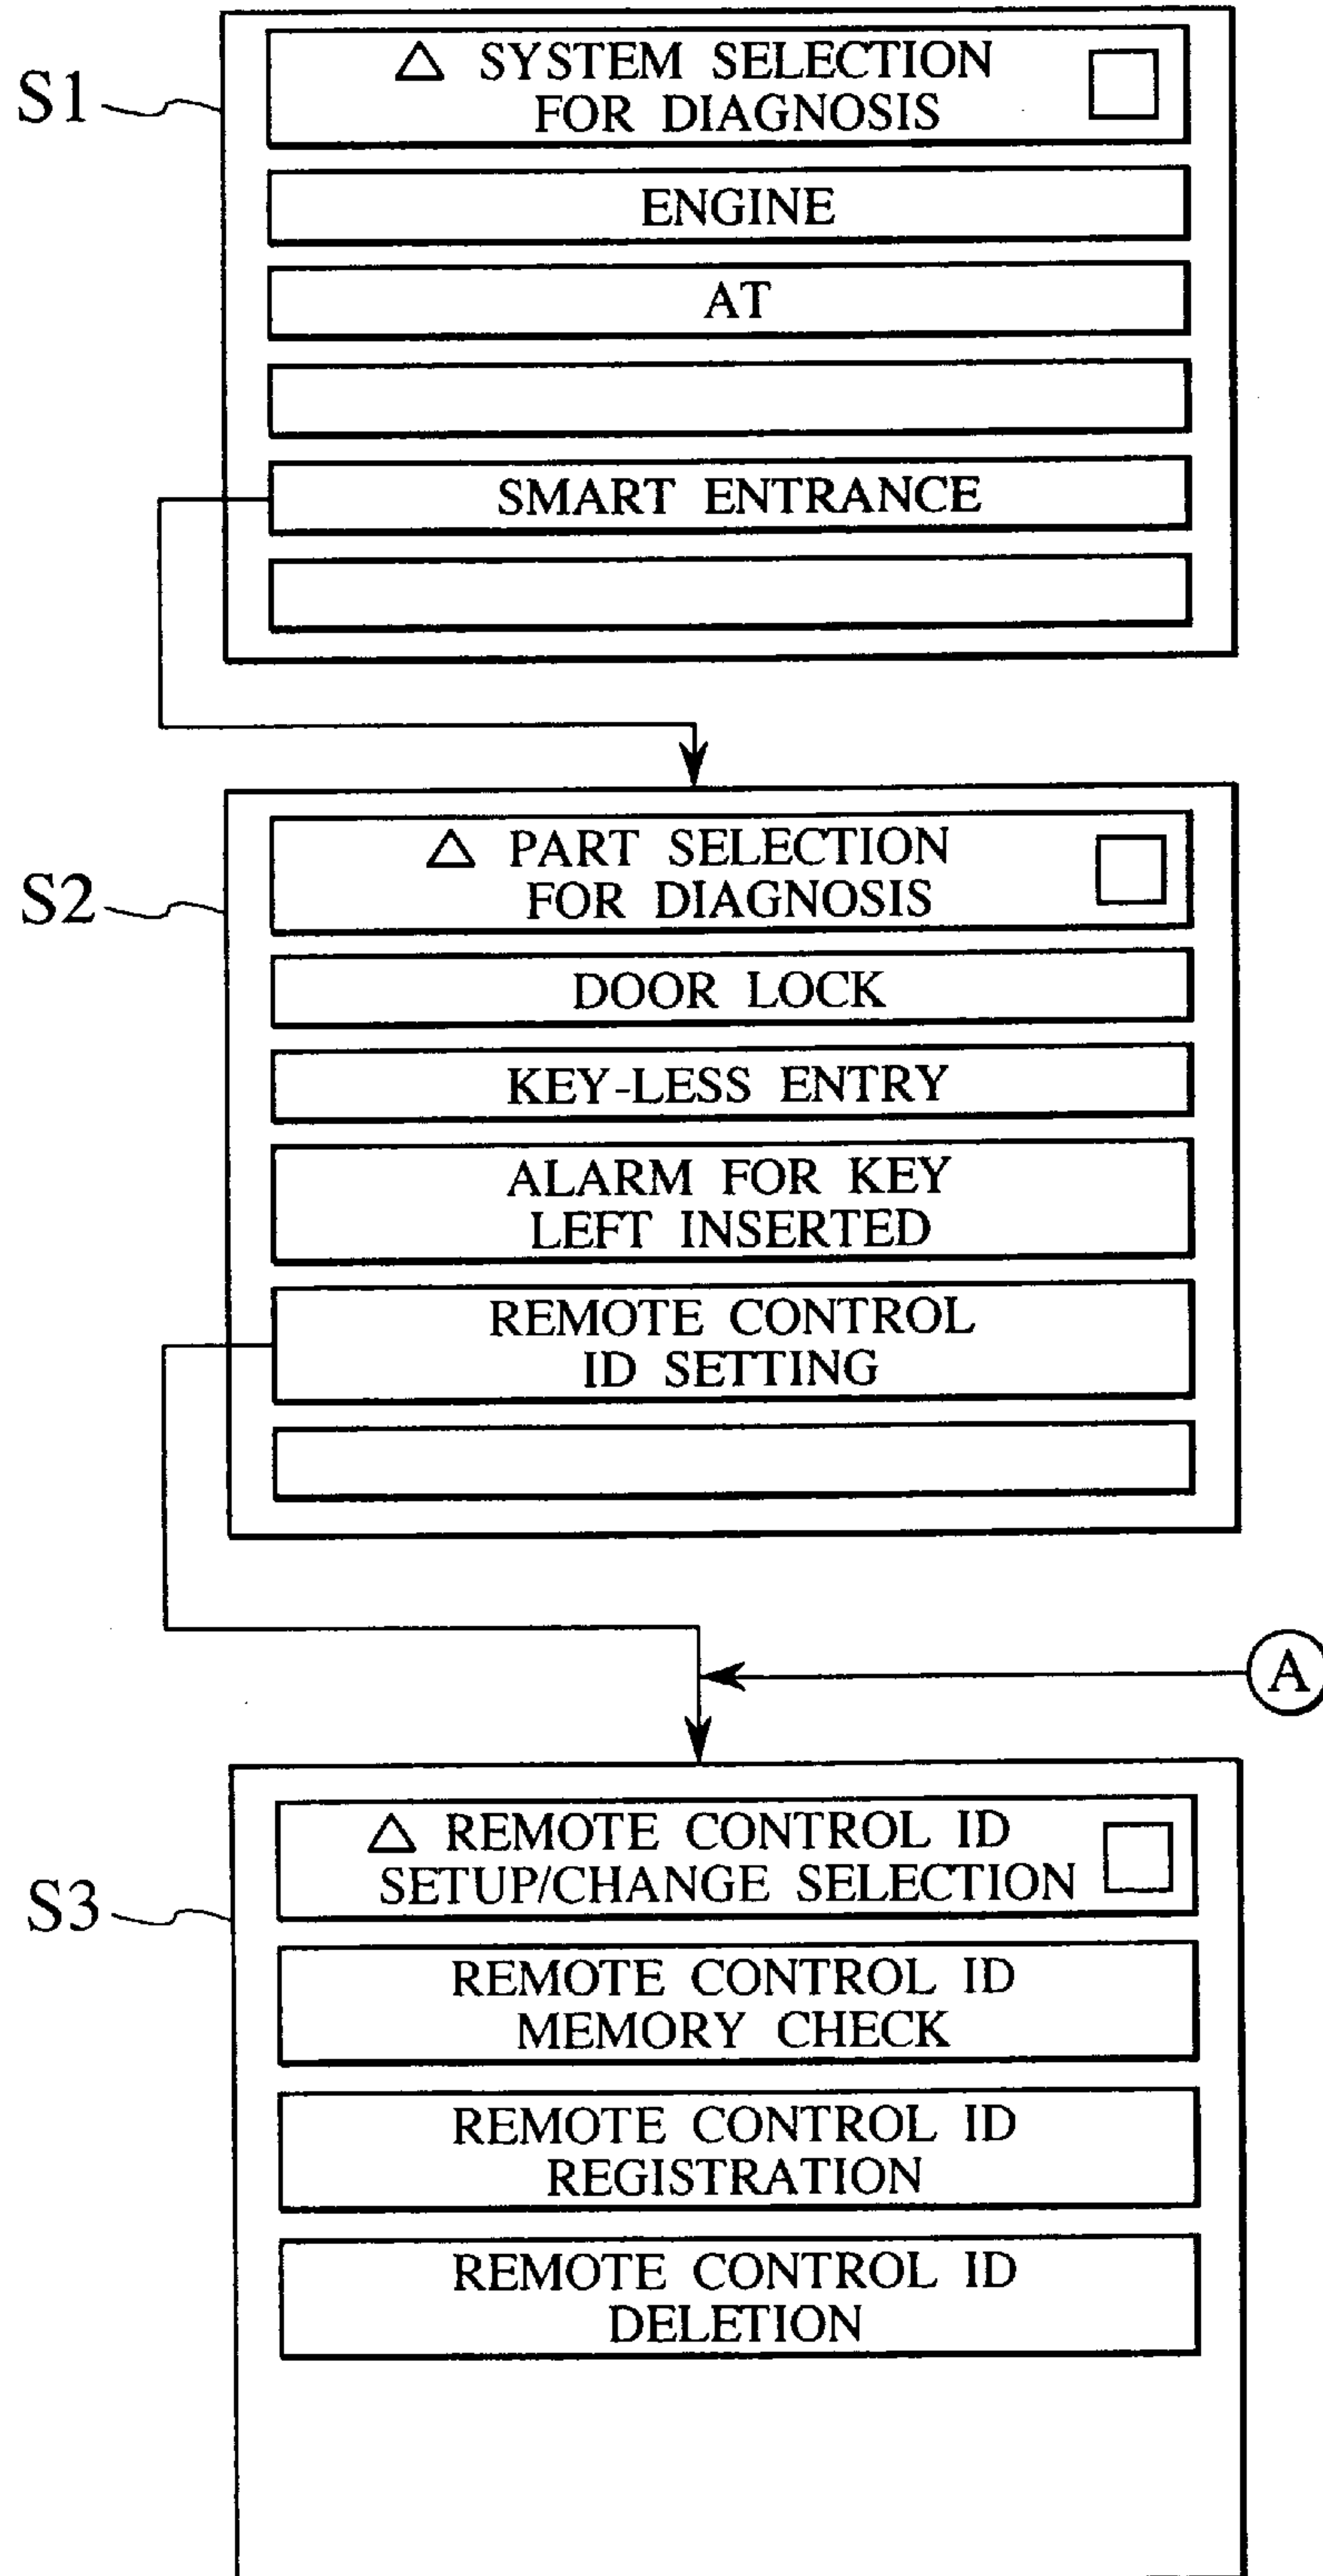 S1
△ SYSTEM SELECTION
FOR DIAGNOSIS
ENGINE
AT
SMART ENTRANCE
S2
△ PART SELECTION
FOR DIAGNOSIS
DOOR LOCK
KEY-LESS ENTRY
ALARM FOR KEY
LEFT INSERTED
REMOTE CONTROL
ID SETTING
A
S3
△ REMOTE CONTROL ID
SETUP/CHANGE SELECTION
REMOTE CONTROL ID
MEMORY CHECK
REMOTE CONTROL ID
REGISTRATION
REMOTE CONTROL ID
DELETION